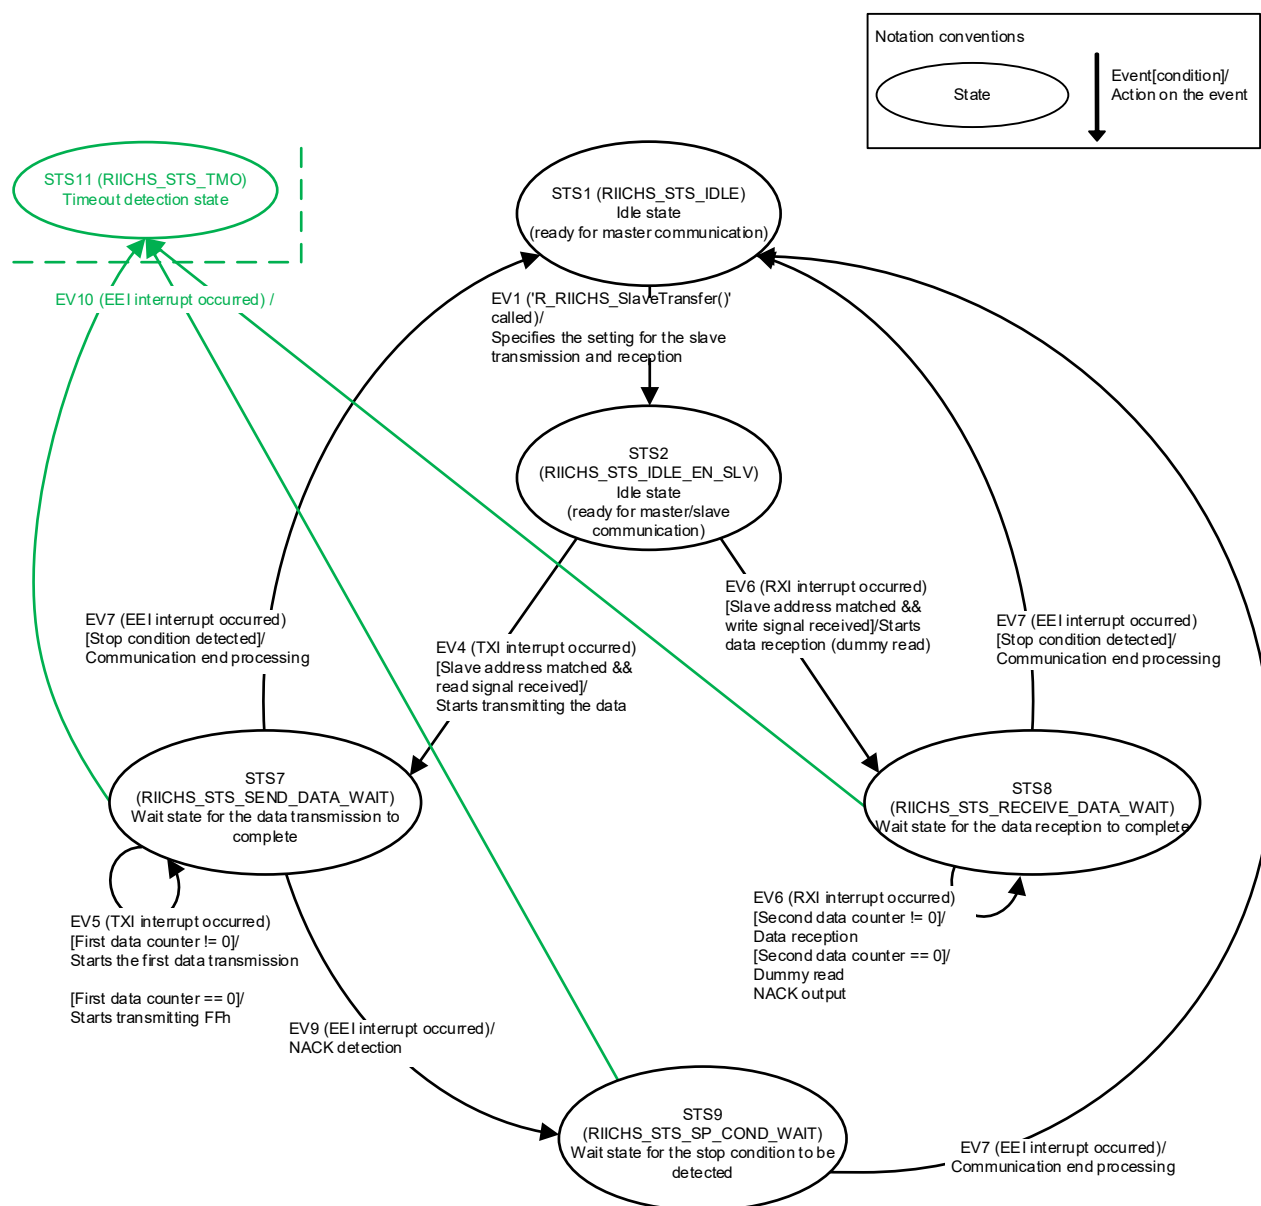 Notation conventions
State
Event[condition]/
Action on the event
STS11 (RIICHS_STS_TMO)
Timeout detection state
STS1 (RIICHS_STS_IDLE)
Idle state
(ready for master communication)
EV10 (EEI interrupt occurred) /
EV1 ('R_RIICHS_SlaveTransfer()'
called)/
Specifies the setting for the slave
transmission and reception
STS2
(RIICHS_STS_IDLE_EN_SLV)
Idle state
(ready for master/slave
communication)
EV7 (EEI interrupt occurred)
[Stop condition detected]/
Communication end processing
EV4 (TXI interrupt occurred)
[Slave address matched &&
read signal received]/
Starts transmitting the data
EV6 (RXI interrupt occurred)
[Slave address matched &&
write signal received]/Starts
data reception (dummy read)
EV7 (EEI interrupt occurred)
[Stop condition detected]/
Communication end processing
STS7
(RIICHS_STS_SEND_DATA_WAIT)
Wait state for the data transmission to
complete
STS8
(RIICHS_STS_RECEIVE_DATA_WAIT)
Wait state for the data reception to complete
EV5 (TXI interrupt occurred)
[First data counter != 0]/
Starts the first data transmission
[First data counter == 0]/
Starts transmitting FFh
EV6 (RXI interrupt occurred)
[Second data counter != 0]/
Data reception
[Second data counter == 0]/
Dummy read
NACK output
EV9 (EEI interrupt occurred)/
NACK detection
STS9
(RIICHS_STS_SP_COND_WAIT)
Wait state for the stop condition to be
detected
EV7 (EEI interrupt occurred)/
Communication end processing